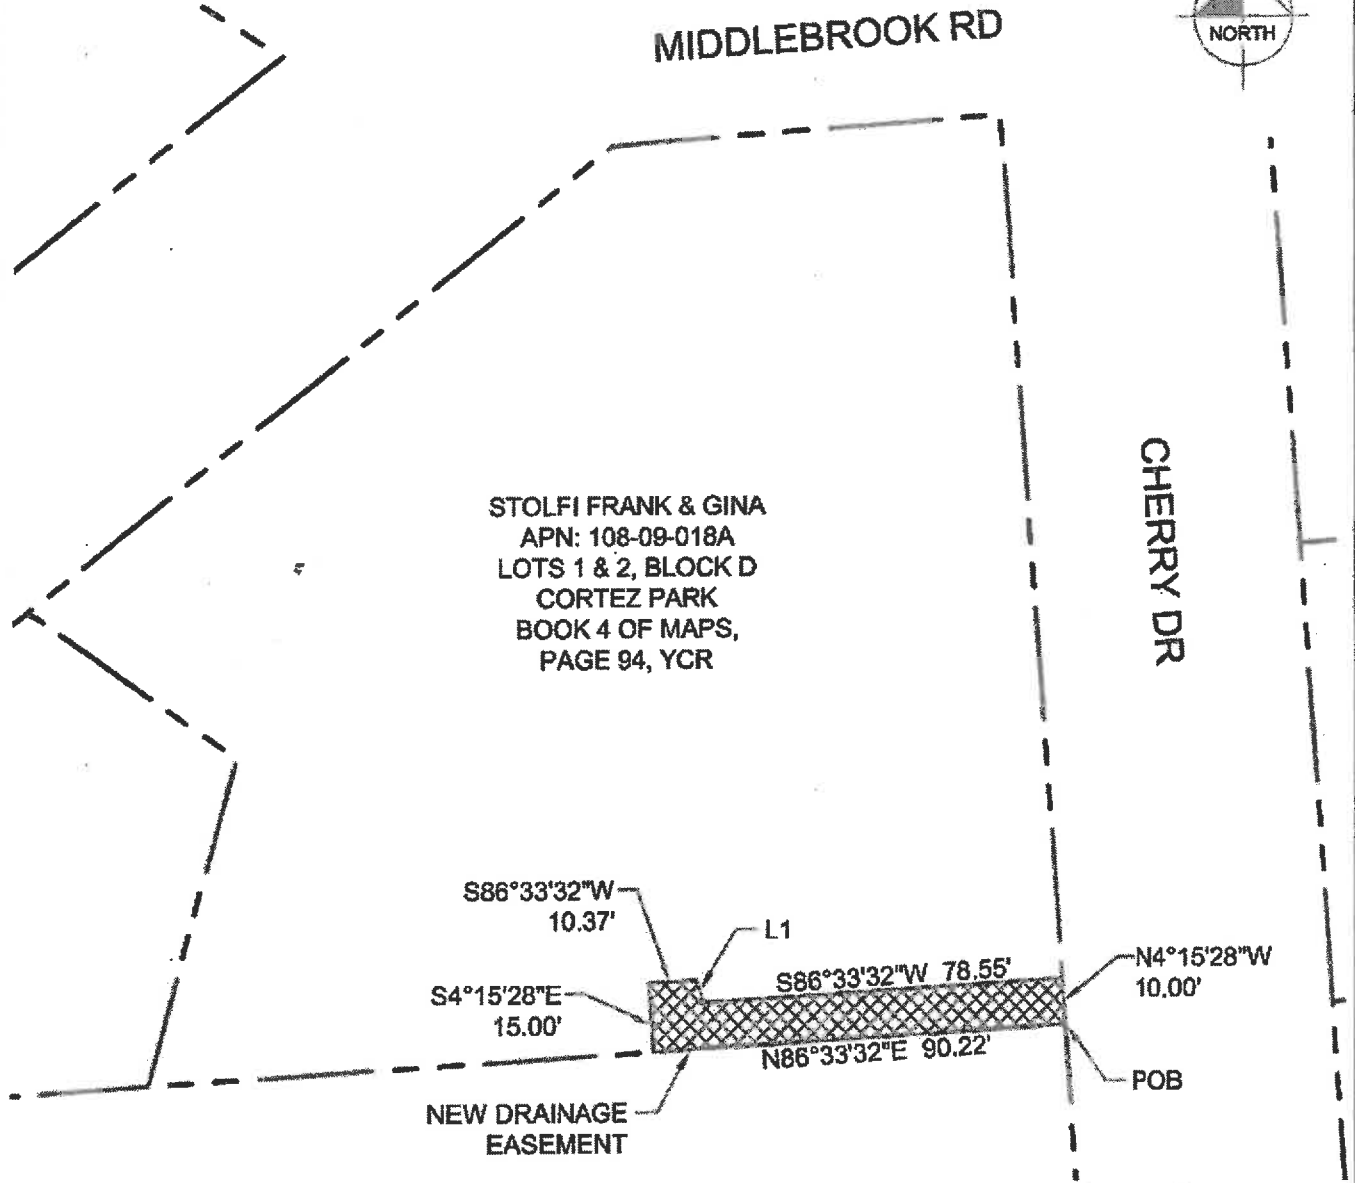 MIDDLEBROOK RD
NORTH
CHERRY DR
STOLFI FRANK & GINA
APN: 108-09-018A
LOTS 1 & 2, BLOCK D
CORTEZ PARK
BOOK 4 OF MAPS,
PAGE 94, YCR
S86°33'32"W
10.37'
L1
S86°33'32"W 78.55'
N4°15'28"W
10.00'
S4°15'28"E
15.00'
N86°33'32"E 90.22'
POB
NEW DRAINAGE
EASEMENT